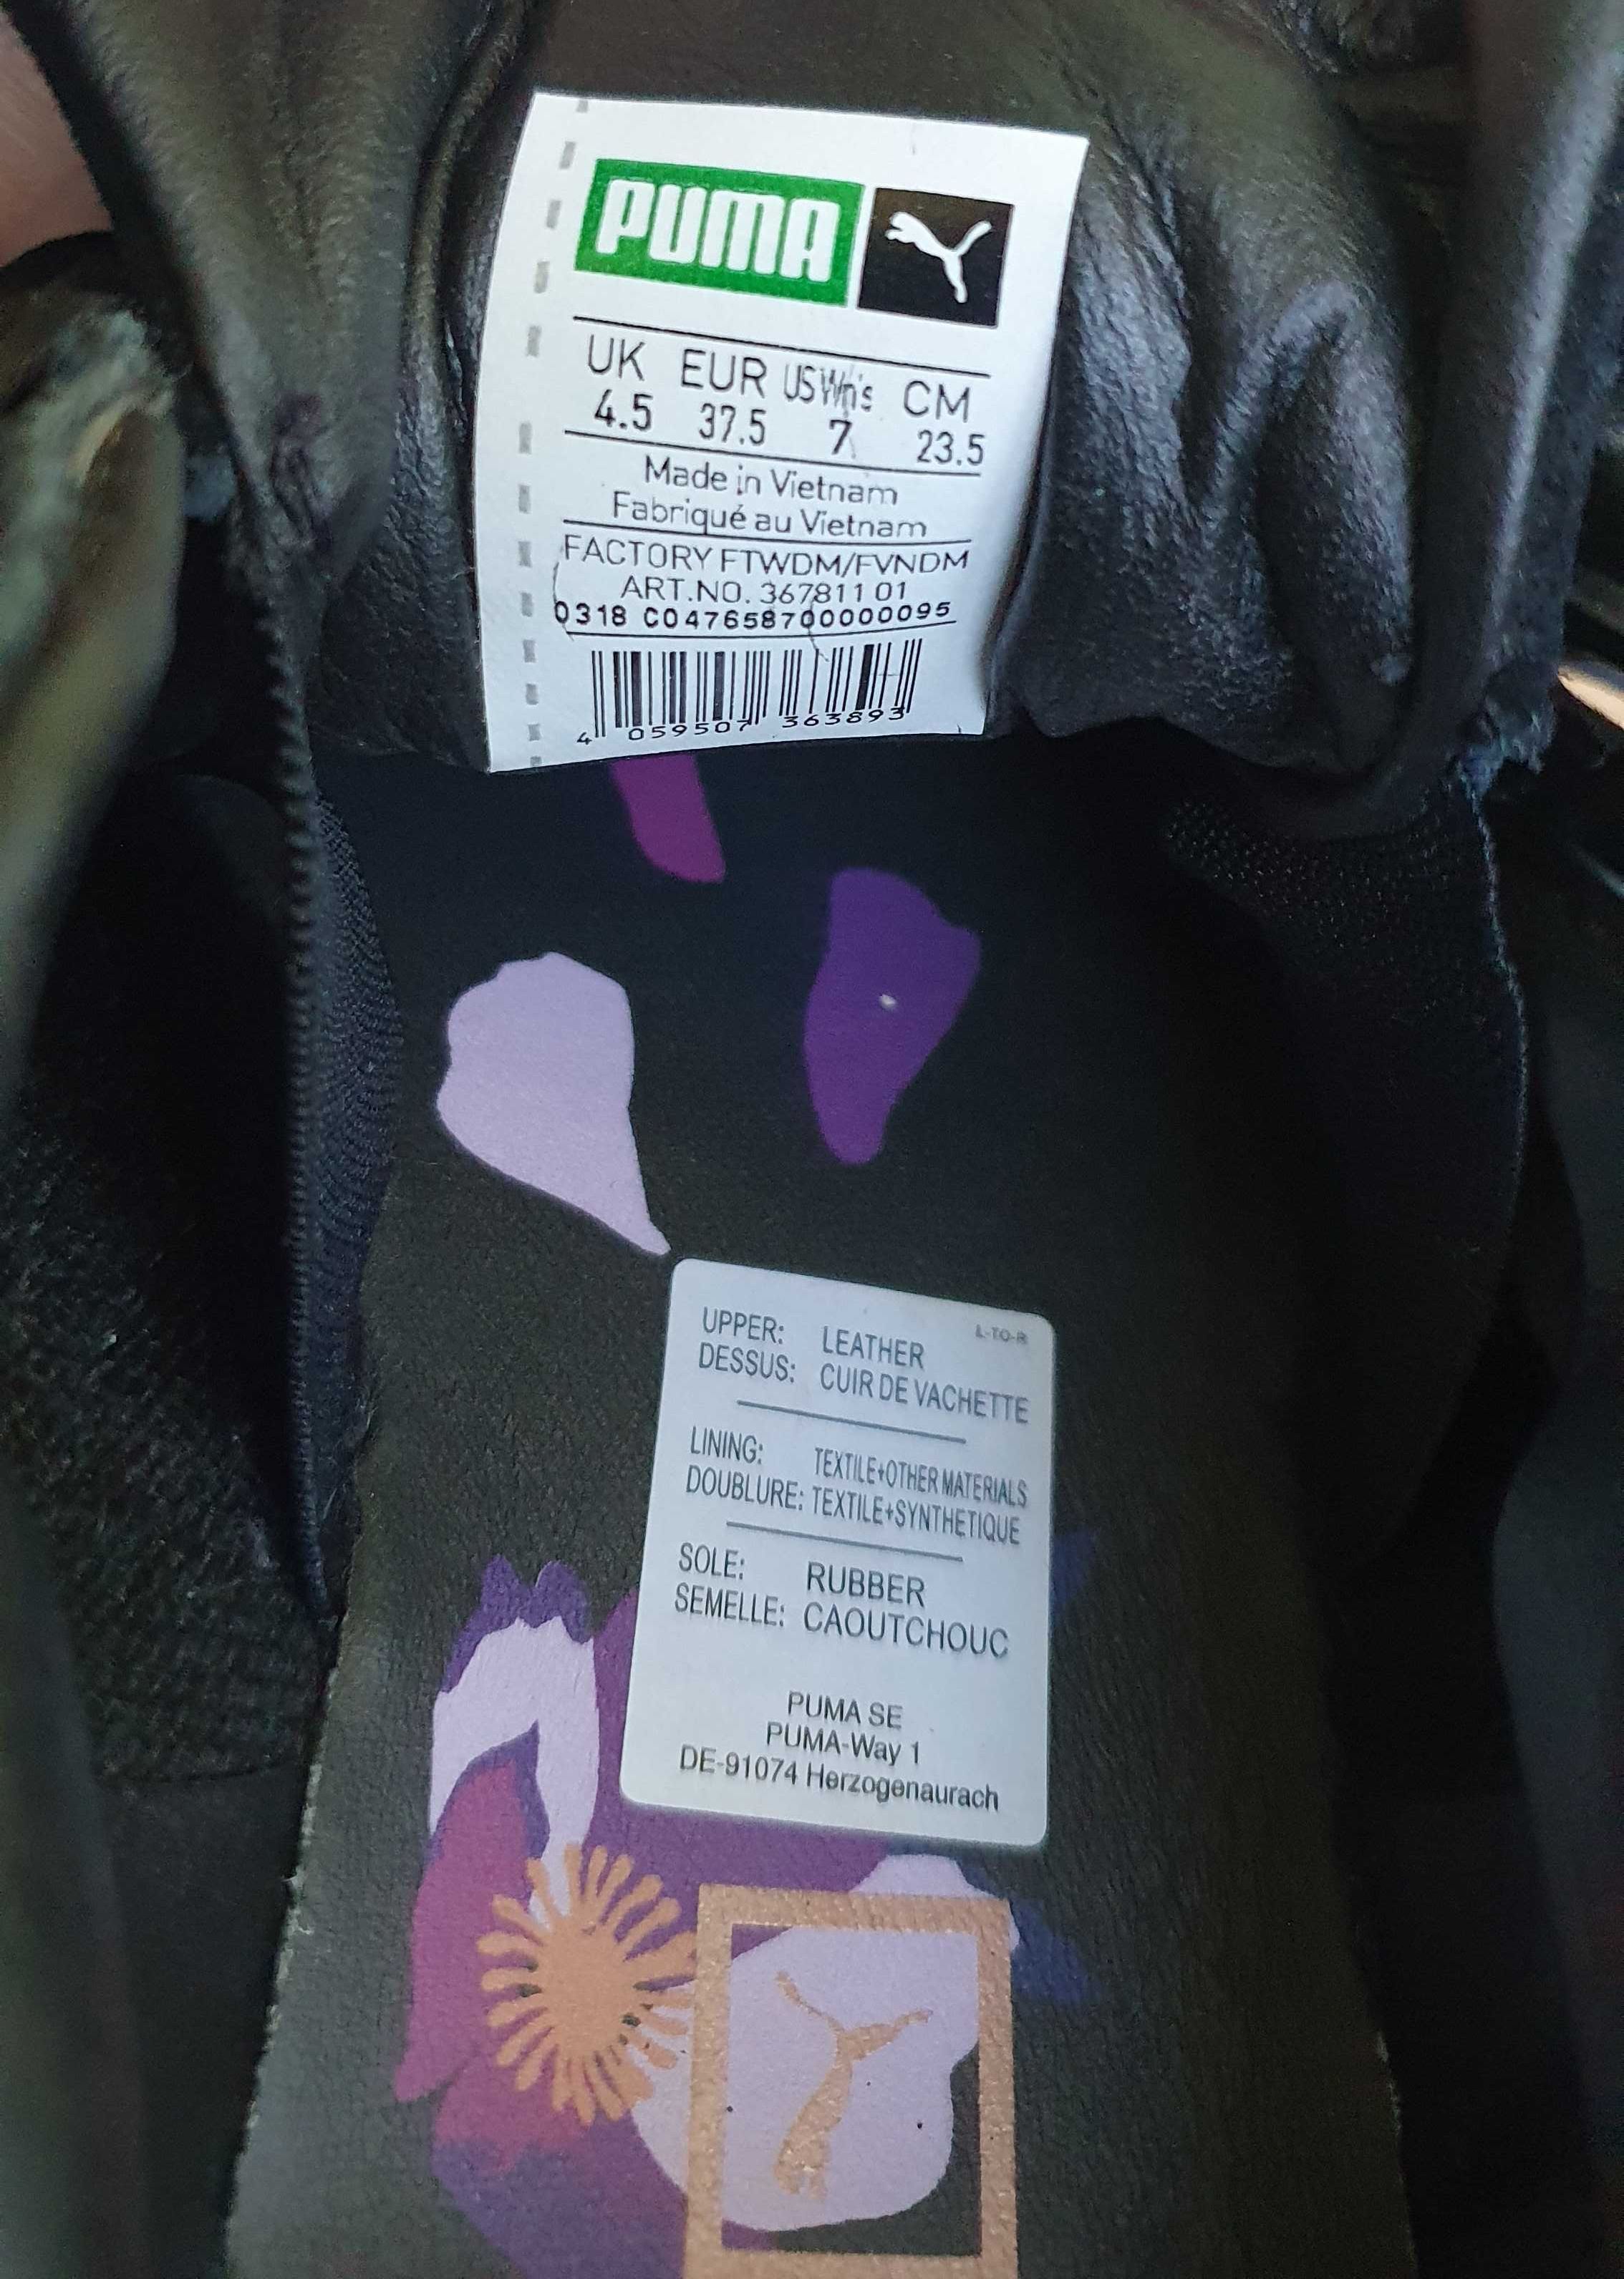 PUMA
UK EUR US Wn's CM
4.5 37.5 7 23.5
Made in Vietnam
Fabriqué au Vietnam
FACTORY FTWDM/FVNDM
ART.NO. 367811 01
0318 C04765870000095
4 059507 363893
L-TO-R
UPPER: LEATHER
DESSUS: CUIR DE VACHETTE
LINING: TEXTILE+OTHER MATERIALS
DOUBLURE: TEXTILE+SYNTHETIQUE
SOLE: RUBBER
SEMELLE: CAOUTCHOUC
PUMA SE
PUMA-Way 1
DE-91074 Herzogenaurach